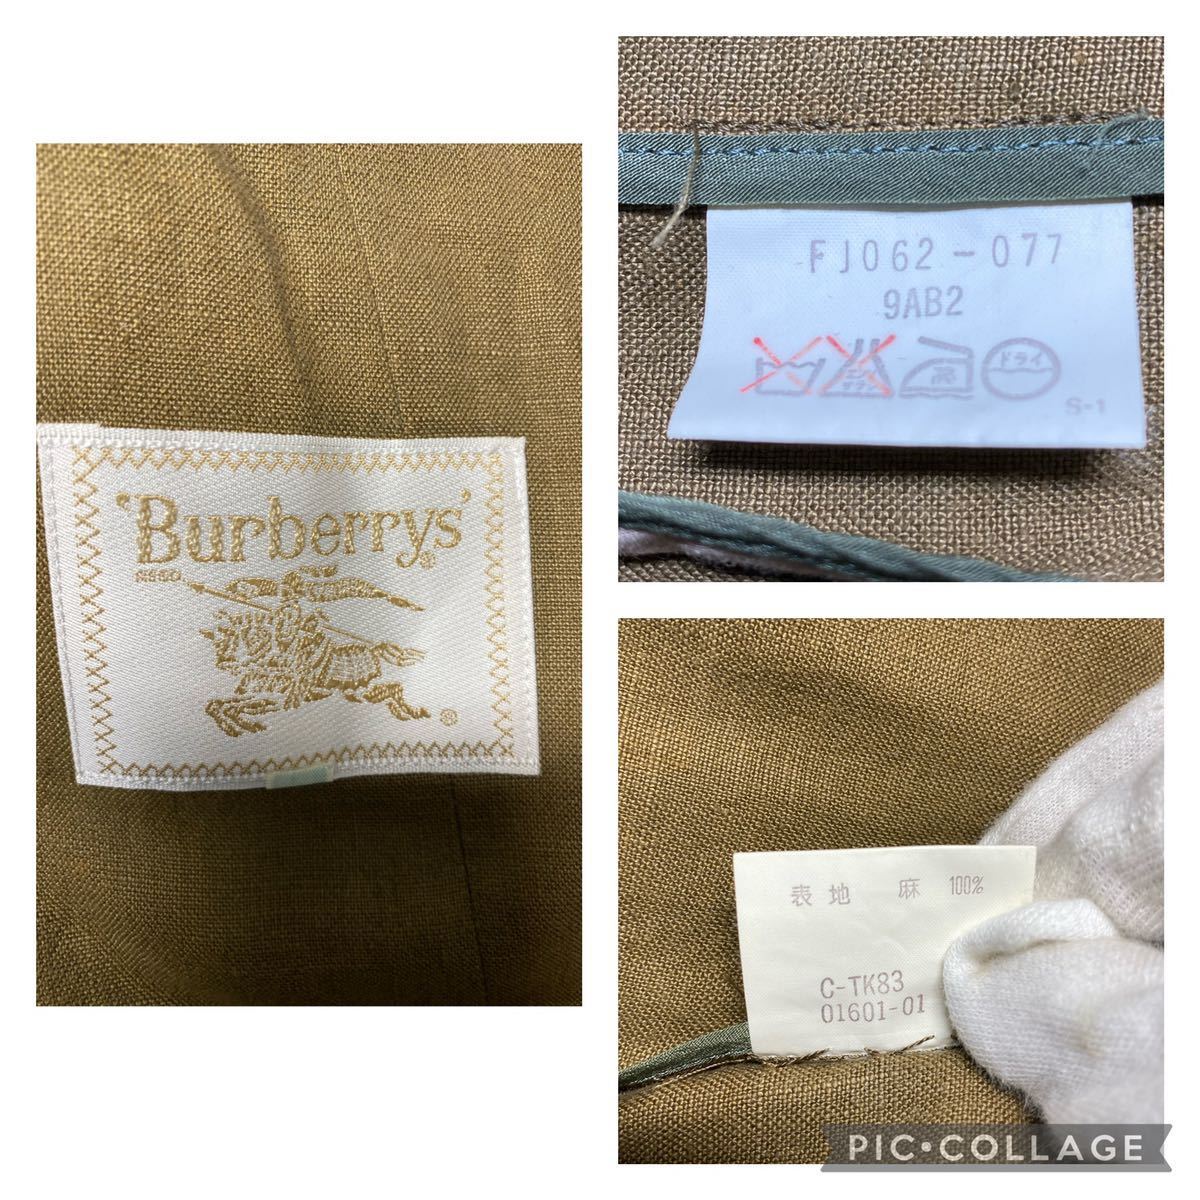 'Burberrys'®
®
FJ062-077
9AB2
ドライ
S-1
表地 麻 100%
C-TK83
01601-01
PIC•COLLAGE